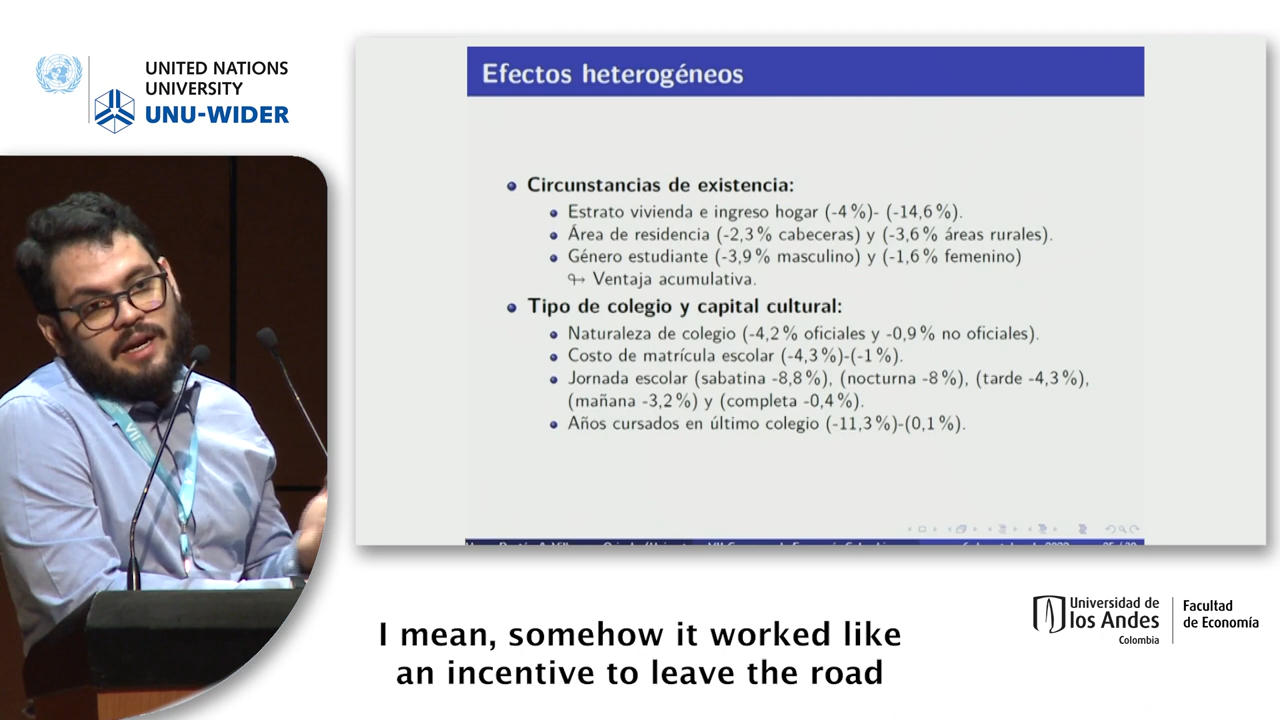 UNITED NATIONS
UNIVERSITY
UNU-WIDER
Efectos heterogéneos
Circunstancias de existencia:
Estrato vivienda e ingreso hogar (-4 %)- (-14,6 %).
Área de residencia (-2,3 % cabeceras) y (-3,6 % áreas rurales).
Género estudiante (-3,9 % masculino) y (-1,6 % femenino)
↬ Ventaja acumulativa.
Tipo de colegio y capital cultural:
Naturaleza de colegio (-4,2 % oficiales y -0,9 % no oficiales).
Costo de matrícula escolar (-4,3 %)-(-1 %).
Jornada escolar (sabatina -8,8 %), (nocturna -8 %), (tarde -4,3 %),
(mañana -3,2 %) y (completa -0,4 %).
Años cursados en último colegio (-11,3 %)-(0,1 %).
VII
I mean, somehow it worked like
an incentive to leave the road
Universidad de
los Andes
Colombia
Facultad
de Economía